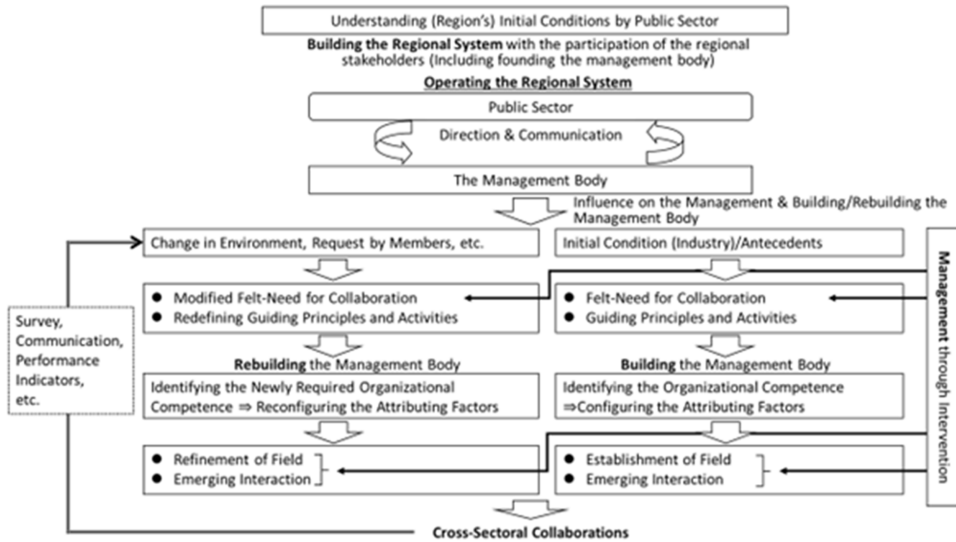 Understanding (Region's) Initial Conditions by Public Sector
Building the Regional System with the participation of the regional
stakeholders (Including founding the management body)
Operating the Regional System
Public Sector
Direction & Communication
The Management Body
Influence on the Management & Building/Rebuilding the
Management Body
Change in Environment, Request by Members, etc.
Initial Condition (Industry)/Antecedents
● Modified Felt-Need for Collaboration
● Redefining Guiding Principles and Activities
● Felt-Need for Collaboration
● Guiding Principles and Activities
Survey,
Communication,
Performance
Indicators,
etc.
Rebuilding the Management Body
Building the Management Body
Identifying the Newly Required Organizational
Competence ⇒ Reconfiguring the Attributing Factors
Identifying the Organizational Competence
⇒Configuring the Attributing Factors
● Refinement of Field
● Emerging Interaction
● Establishment of Field
● Emerging Interaction
Management through Intervention
Cross-Sectoral Collaborations